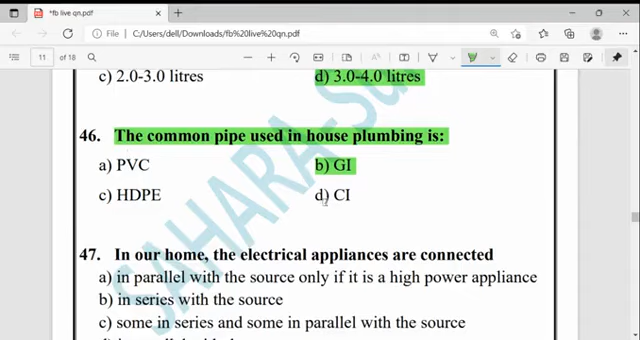 *fb live qn.pdf
File | C:/Users/dell/Downloads/fb%20live%20qn.pdf
11 of 18
c) 2.0-3.0 litres d) 3.0-4.0 litres
46. The common pipe used in house plumbing is:
a) PVC b) GI
c) HDPE d) CI
47. In our home, the electrical appliances are connected
a) in parallel with the source only if it is a high power appliance
b) in series with the source
c) some in series and some in parallel with the source